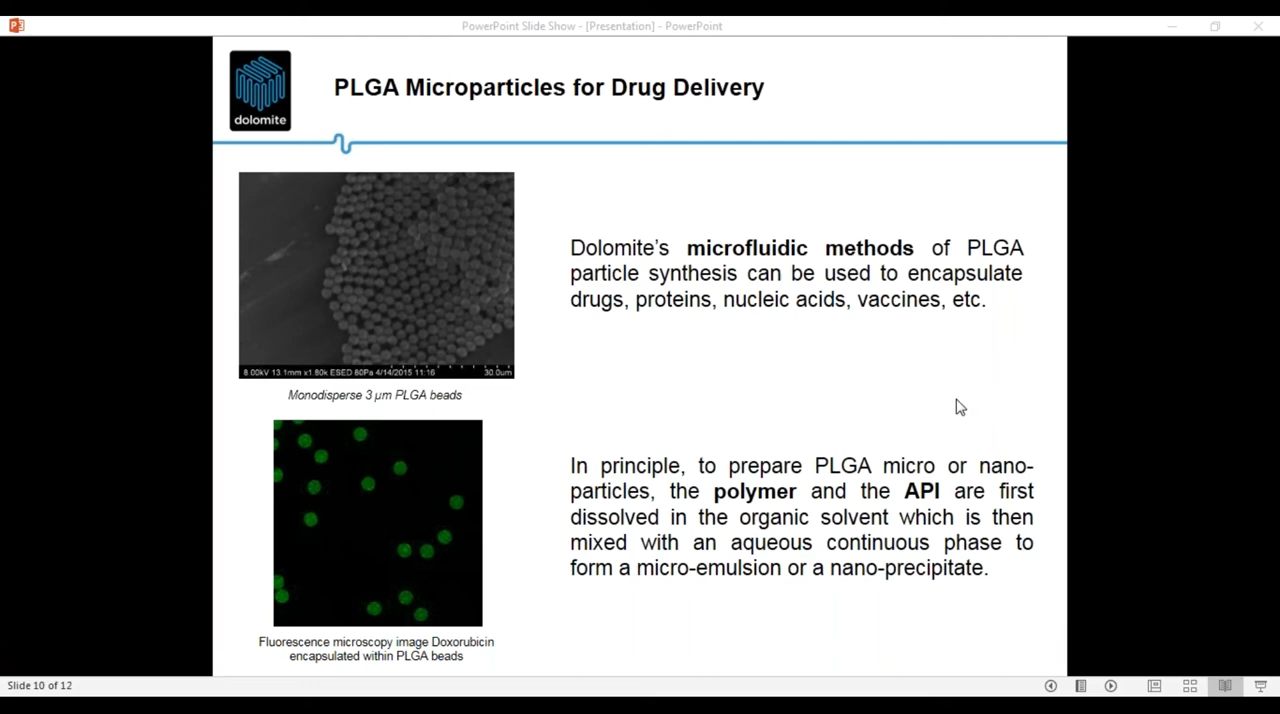 PowerPoint Slide Show - [Presentation] - PowerPoint
dolomite
PLGA Microparticles for Drug Delivery
8.00kV 13.1mm x1.80k ESED 60Pa 4/14/2015 11:16 30.0um
Monodisperse 3 µm PLGA beads
Dolomite’s microfluidic methods of PLGA
particle synthesis can be used to encapsulate
drugs, proteins, nucleic acids, vaccines, etc.
In principle, to prepare PLGA micro or nano-
particles, the polymer and the API are first
dissolved in the organic solvent which is then
mixed with an aqueous continuous phase to
form a micro-emulsion or a nano-precipitate.
Fluorescence microscopy image Doxorubicin
encapsulated within PLGA beads
Slide 10 of 12